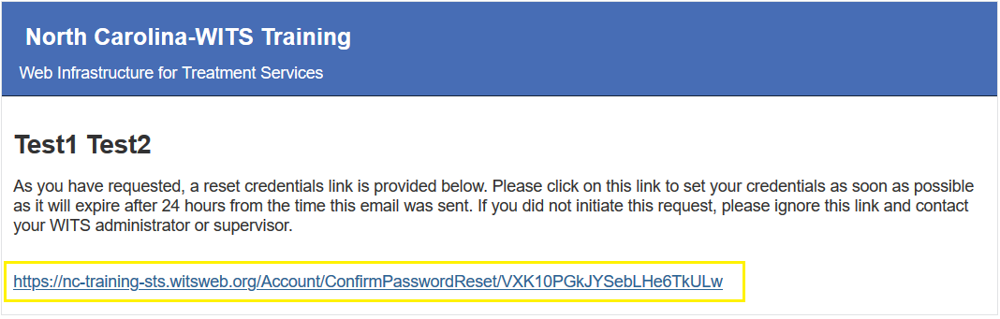 North Carolina-WITS Training
Web Infrastructure for Treatment Services
Test1 Test2
As you have requested, a reset credentials link is provided below. Please click on this link to set your credentials as soon as possible
as it will expire after 24 hours from the time this email was sent. If you did not initiate this request, please ignore this link and contact
your WITS administrator or supervisor.
https://nc-training-sts.witsweb.org/Account/ConfirmPasswordReset/VXK10PGkJYSebLHe6TkULw